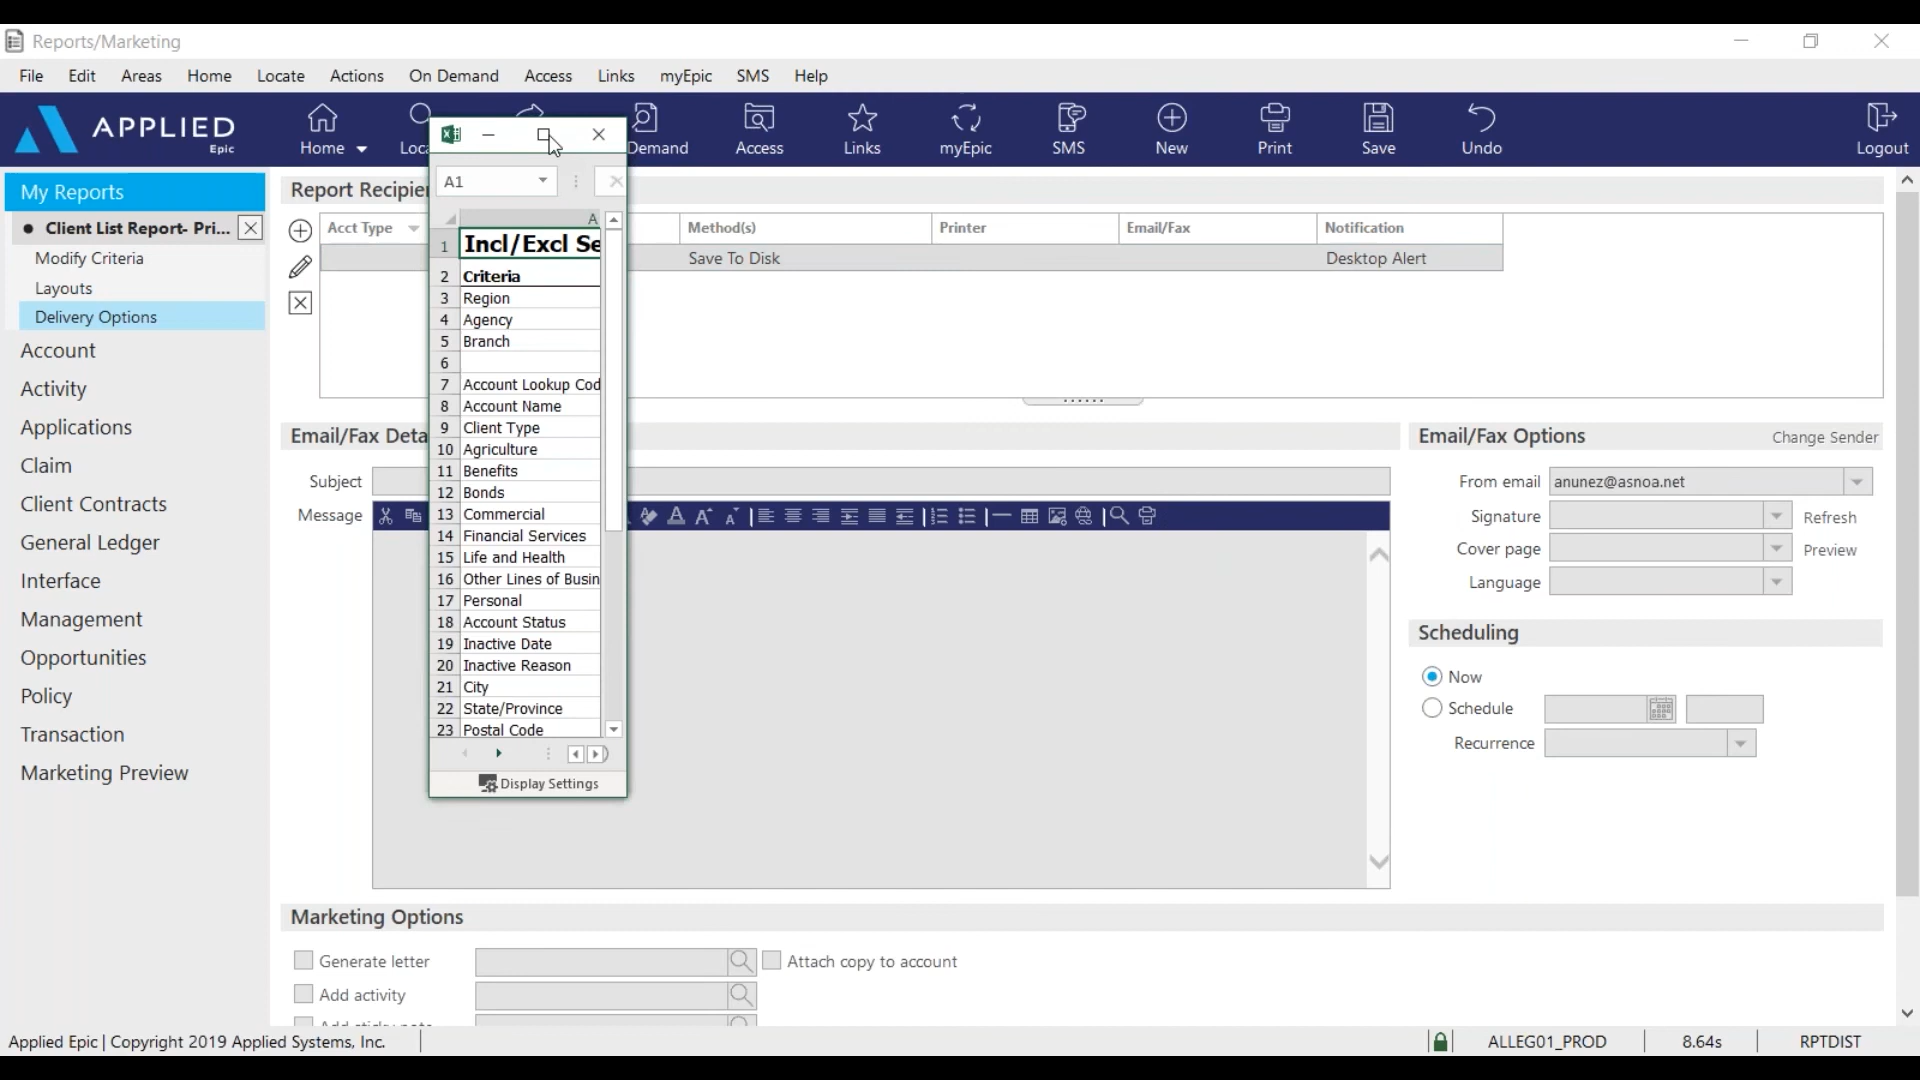 Reports/Marketing
File Edit Areas Home Locate Actions On Demand Access Links myEpic SMS Help
APPLIED
Epic
Home
Demand
Access
Links
myEpic
SMS
New
Print
Save
Undo
Logout
My Reports
Client List Report- Pri...
Modify Criteria
Layouts
Delivery Options
Account
Activity
Applications
Claim
Client Contracts
General Ledger
Interface
Management
Opportunities
Policy
Transaction
Marketing Preview
A1
A
1 Incl/Excl Se
2 Criteria
3 Region
4 Agency
5 Branch
6
7 Account Lookup Cod
8 Account Name
9 Client Type
10 Agriculture
11 Benefits
12 Bonds
13 Commercial
14 Financial Services
15 Life and Health
16 Other Lines of Busin
17 Personal
18 Account Status
19 Inactive Date
20 Inactive Reason
21 City
22 State/Province
23 Postal Code
Display Settings
Report Recipie
Acct Type Method(s) Printer Email/Fax Notification
Save To Disk Desktop Alert
Email/Fax Deta
Subject
Message
Email/Fax Options Change Sender
From email anunez@asnoa.net
Signature Refresh
Cover page Preview
Language
Scheduling
Now
Schedule
Recurrence
Marketing Options
Generate letter Attach copy to account
Add activity
Applied Epic | Copyright 2019 Applied Systems, Inc. ALLEG01_PROD 8.64s RPTDIST